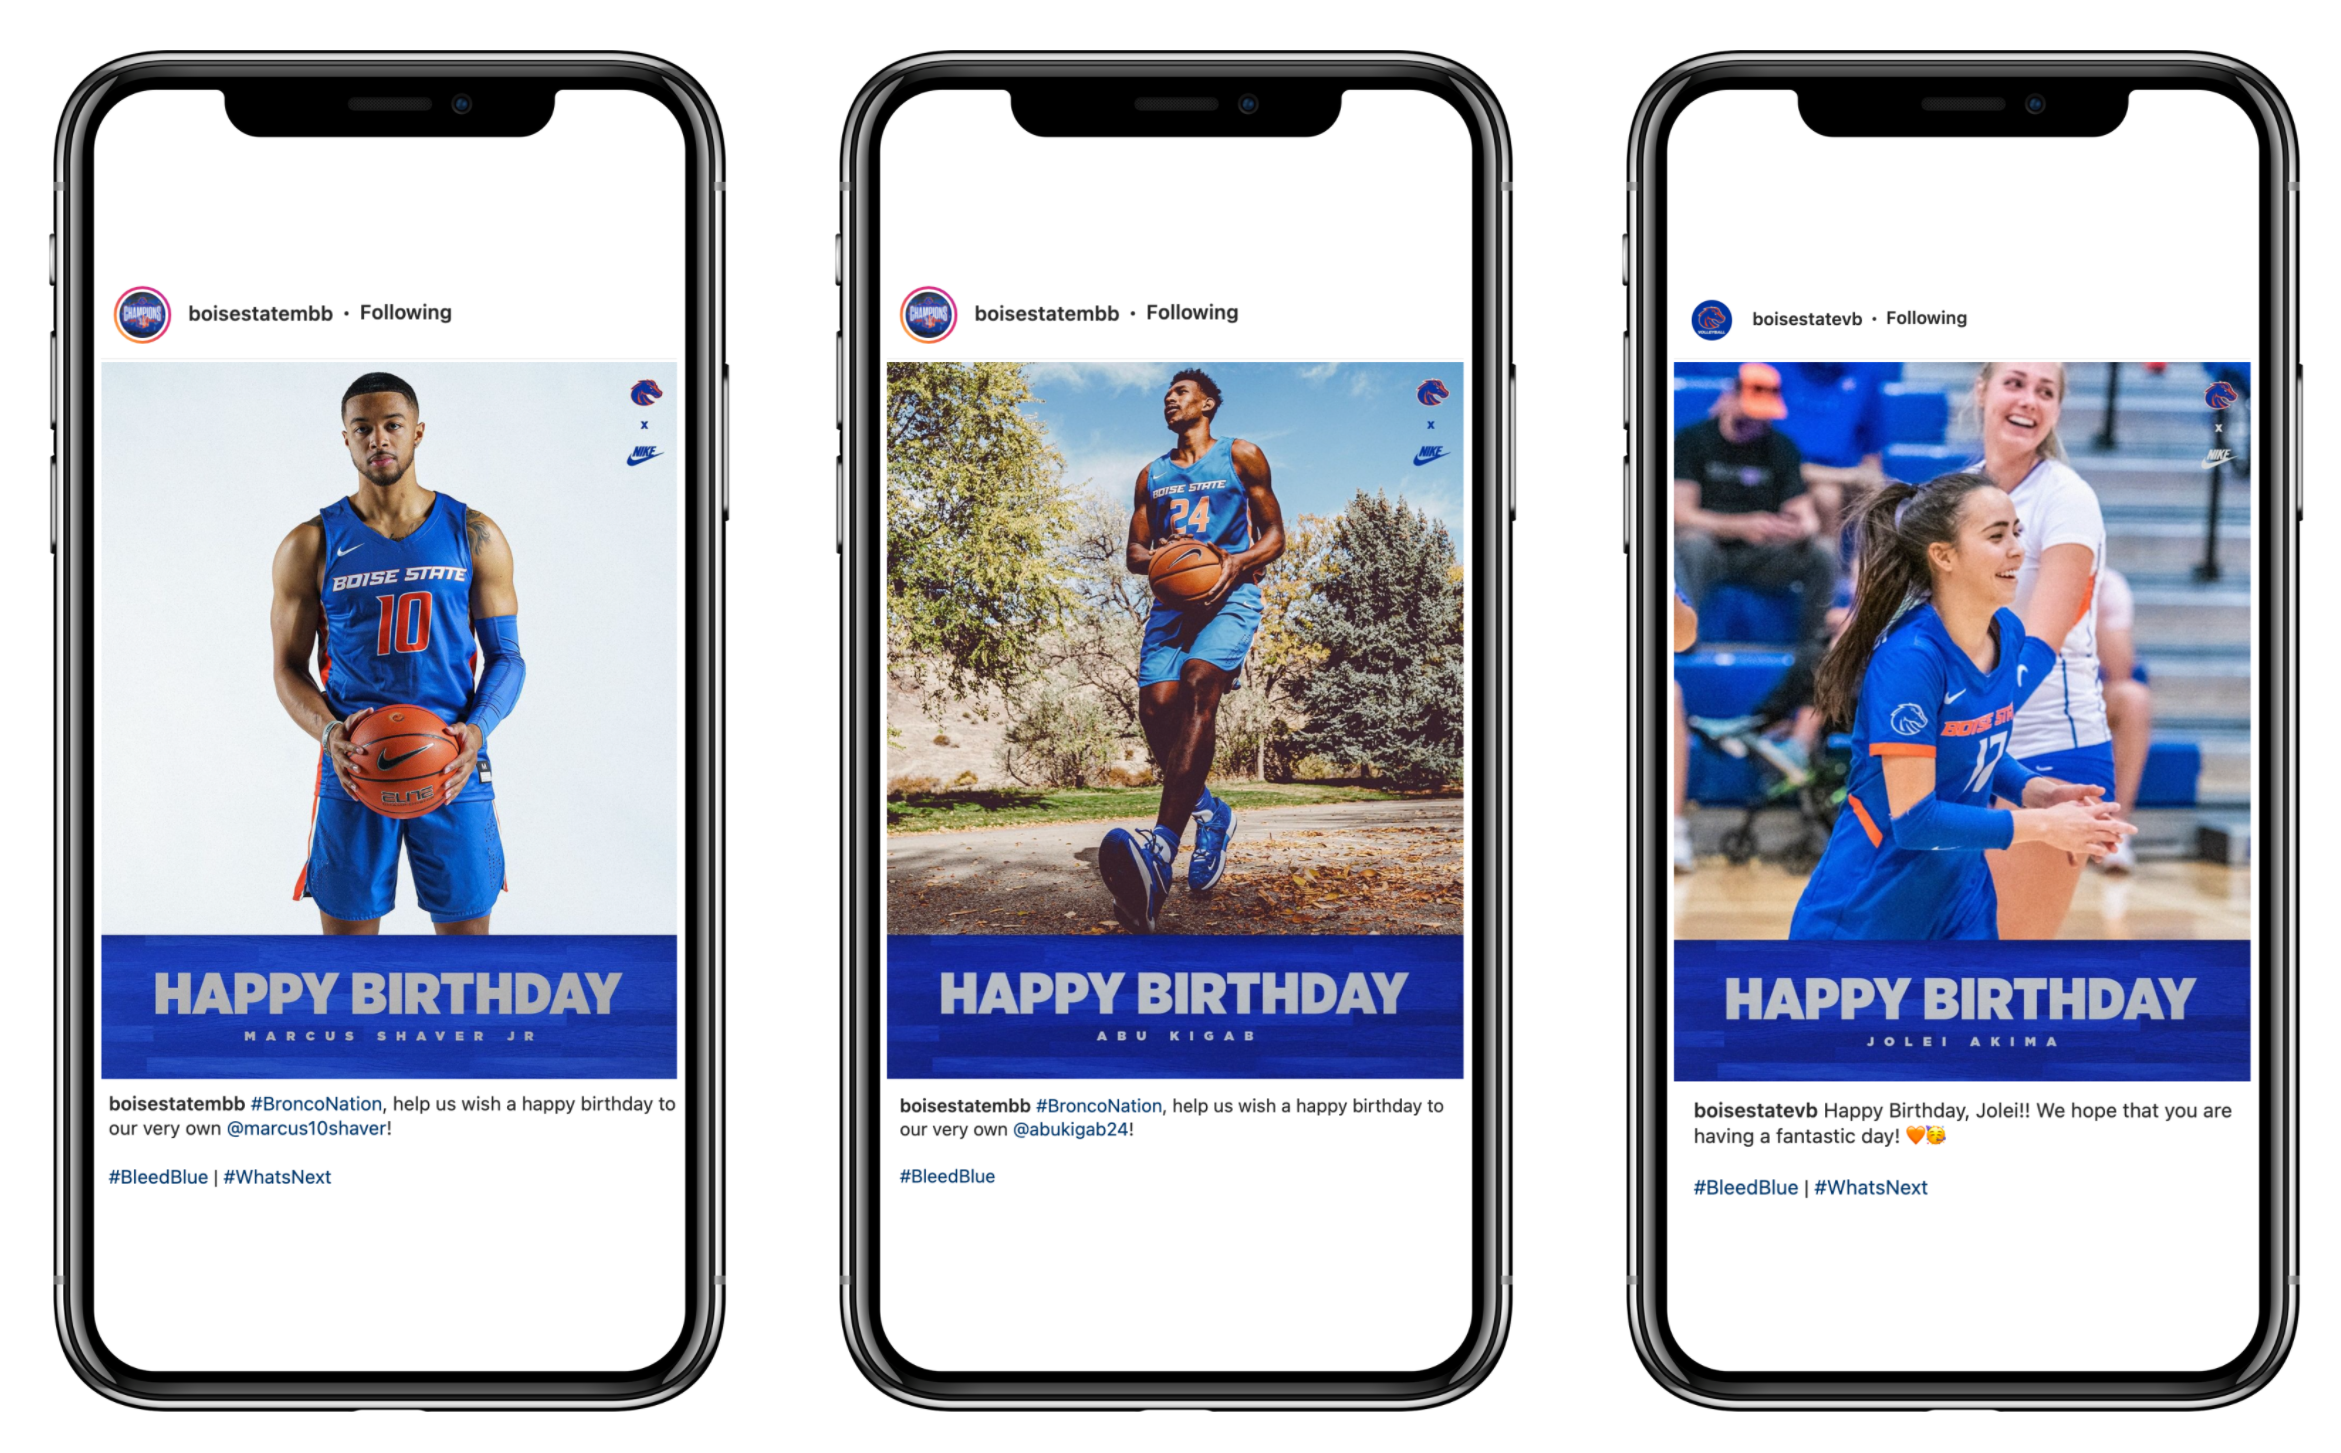 CHAMPIONS
boisestatembb • Following
x
NIKE
BOISE STATE
10
ELITE
HAPPY BIRTHDAY
MARCUS SHAVER JR
boisestatembb #BroncoNation, help us wish a happy birthday to
our very own @marcus10shaver!
#BleedBlue | #WhatsNext
CHAMPIONS
boisestatembb • Following
x
NIKE
BOISE STATE
24
HAPPY BIRTHDAY
ABU KIGAB
boisestatembb #BroncoNation, help us wish a happy birthday to
our very own @abukigab24!
#BleedBlue
boisestatevb • Following
x
NIKE
BOISE ST
17
HAPPY BIRTHDAY
JOLEI AKIMA
boisestatevb Happy Birthday, Jolei!! We hope that you are
having a fantastic day! 🧡🥳
#BleedBlue | #WhatsNext